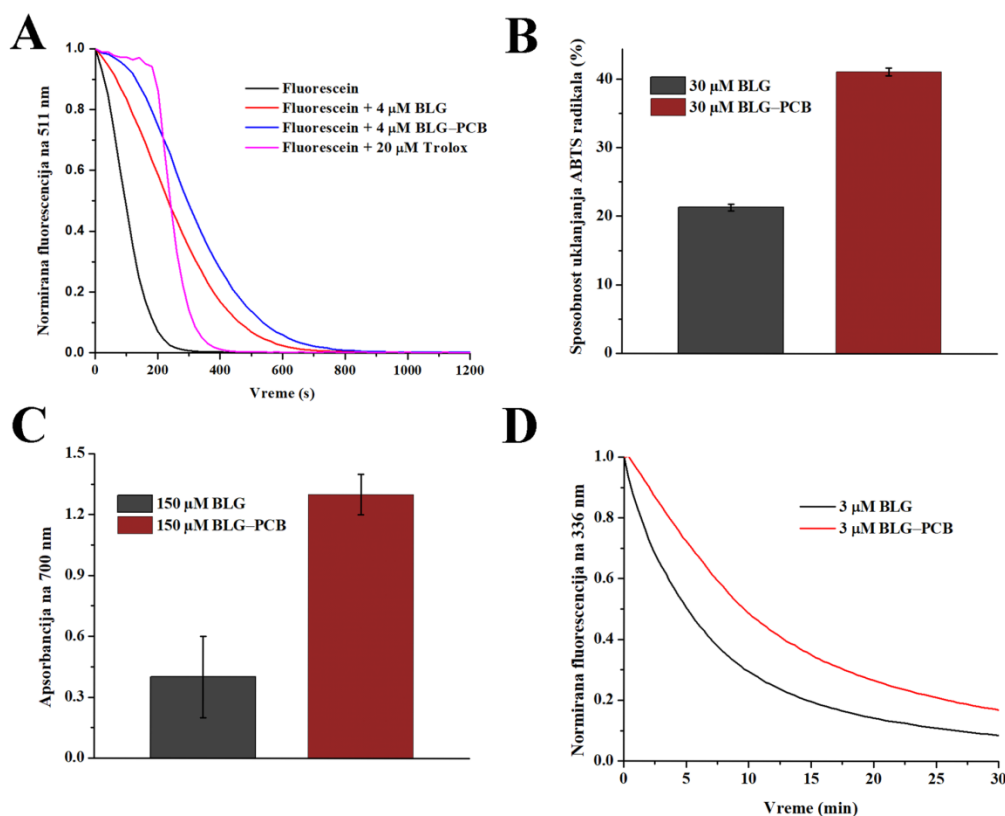 A
1.0
0.8
0.6
0.4
0.2
0.0
0
200
400
600
800
1000
1200
Normirana fluorescencija na 511 nm
Vreme (s)
Fluorescein
Fluorescein + 4 µM BLG
Fluorescein + 4 µM BLG–PCB
Fluorescein + 20 µM Trolox
B
40
30
20
10
0
Sposobnost uklanjanja ABTS radikala (%)
30 µM BLG
30 µM BLG–PCB
C
1.5
1.2
0.9
0.6
0.3
0.0
Apsorbancija na 700 nm
150 µM BLG
150 µM BLG–PCB
D
1.0
0.8
0.6
0.4
0.2
0.0
0
5
10
15
20
25
30
Normirana fluorescencija na 336 nm
Vreme (min)
3 µM BLG
3 µM BLG–PCB